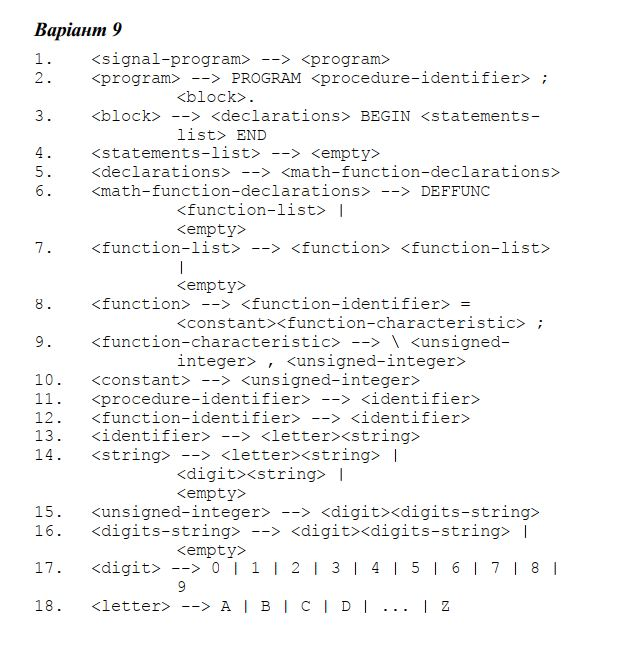 Варіант 9
1. <signal-program> --> <program>
2. <program> --> PROGRAM <procedure-identifier> ;
<block>.
3. <block> --> <declarations> BEGIN <statements-
list> END
4. <statements-list> --> <empty>
5. <declarations> --> <math-function-declarations>
6. <math-function-declarations> --> DEFFUNC
<function-list> |
<empty>
7. <function-list> --> <function> <function-list>
|
<empty>
8. <function> --> <function-identifier> =
<constant><function-characteristic> ;
9. <function-characteristic> --> \ <unsigned-
integer> , <unsigned-integer>
10. <constant> --> <unsigned-integer>
11. <procedure-identifier> --> <identifier>
12. <function-identifier> --> <identifier>
13. <identifier> --> <letter><string>
14. <string> --> <letter><string> |
<digit><string> |
<empty>
15. <unsigned-integer> --> <digit><digits-string>
16. <digits-string> --> <digit><digits-string> |
<empty>
17. <digit> --> 0 | 1 | 2 | 3 | 4 | 5 | 6 | 7 | 8 |
9
18. <letter> --> A | B | C | D | ... | Z